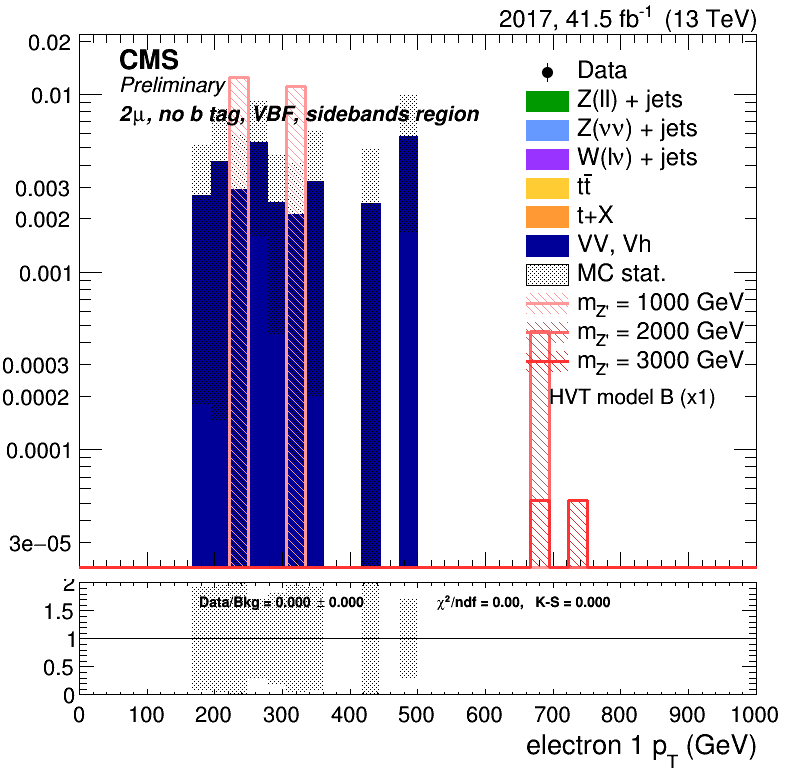 2017, 41.5 fb⁻¹ (13 TeV)
CMS
Preliminary
2μ, no b tag, VBF, sidebands region
Data
Z(ll) + jets
Z(νν) + jets
W(lν) + jets
tt̄
t+X
VV, Vh
MC stat.
m_Z' = 1000 GeV
m_Z' = 2000 GeV
m_Z' = 3000 GeV
HVT model B (x1)
0.02
0.01
0.003
0.002
0.001
0.0003
0.0002
0.0001
3e−05
Data/Bkg = 0.000 ± 0.000
χ²/ndf = 0.00, K-S = 0.000
2
1.5
1
0.5
0
0 100 200 300 400 500 600 700 800 900 1000
electron 1 p_T (GeV)